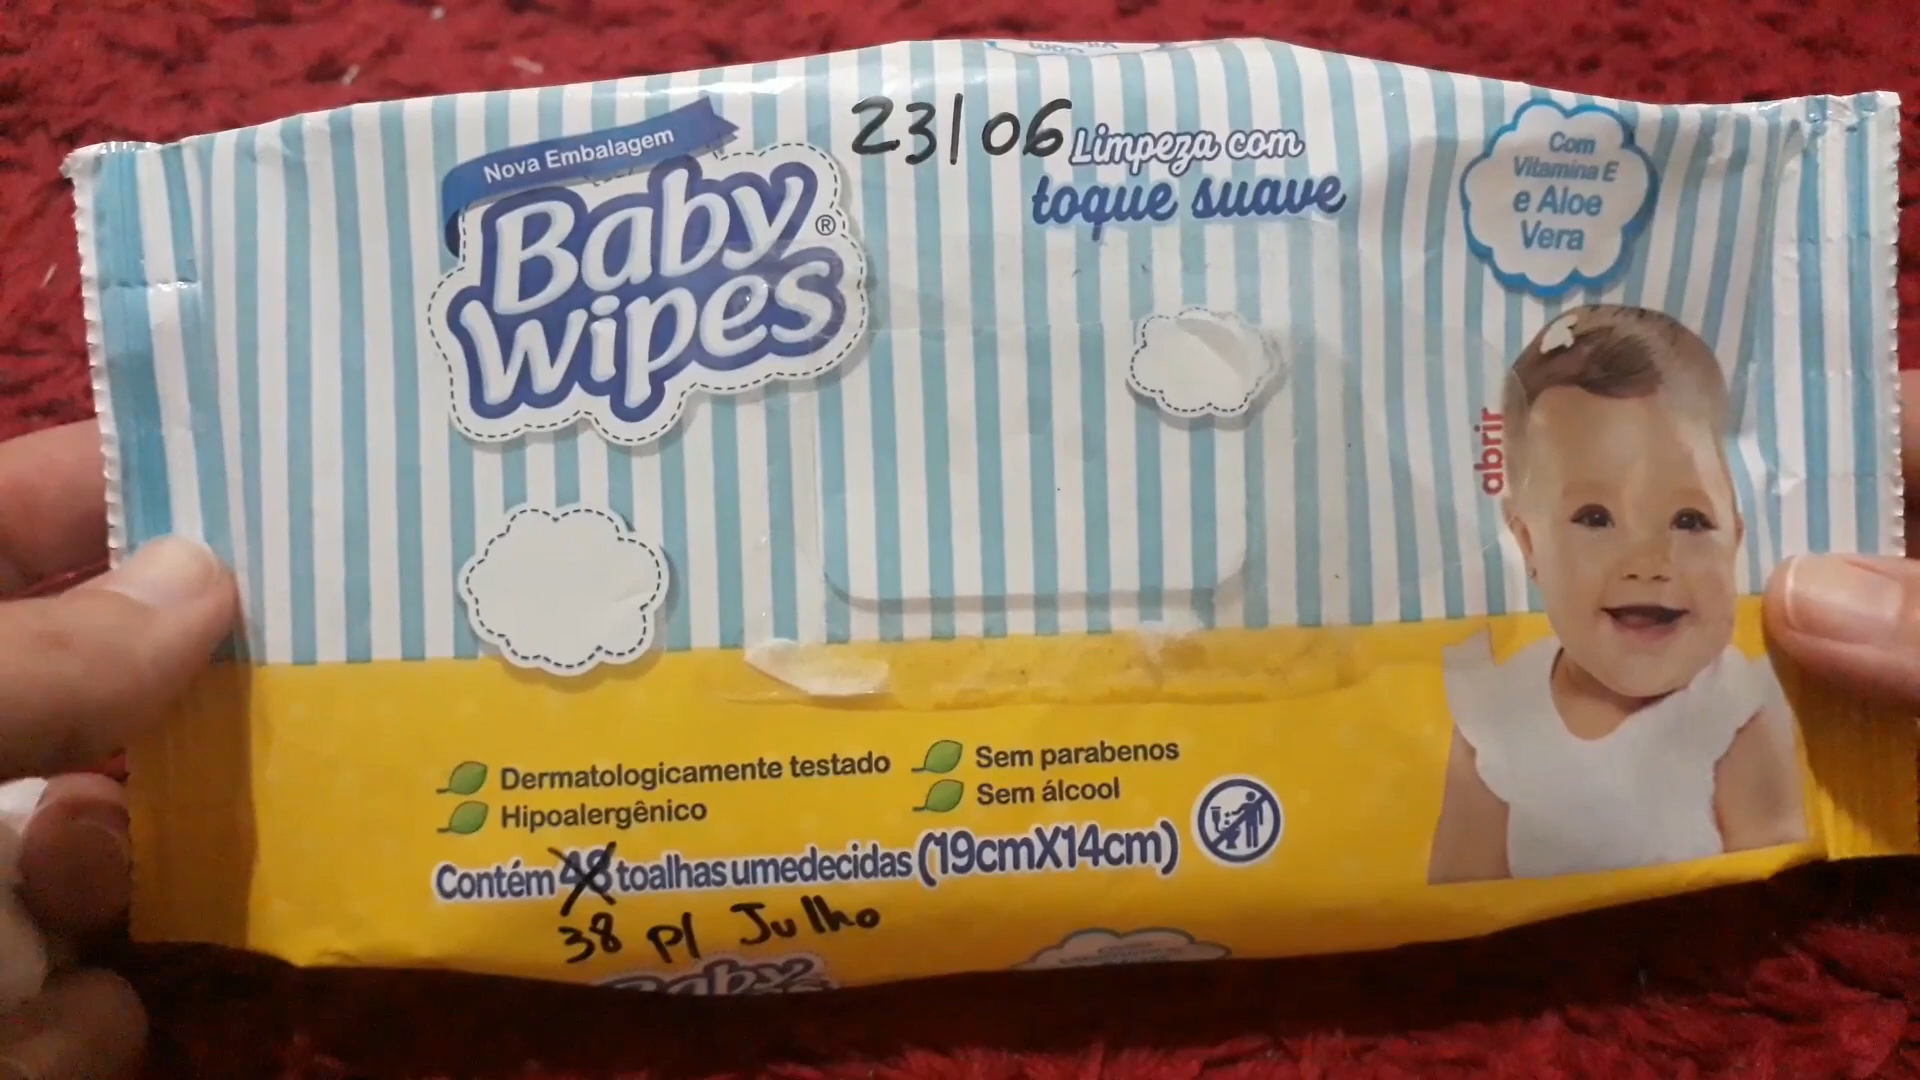 23/06
Nova Embalagem
Baby®
Wipes
Limpeza com
toque suave
Com
Vitamina E
e Aloe
Vera
abrir
Dermatologicamente testado
Hipoalergênico
Sem parabenos
Sem álcool
Contém 48 toalhas umedecidas (19cmX14cm)
38 p/ Julho
Baby